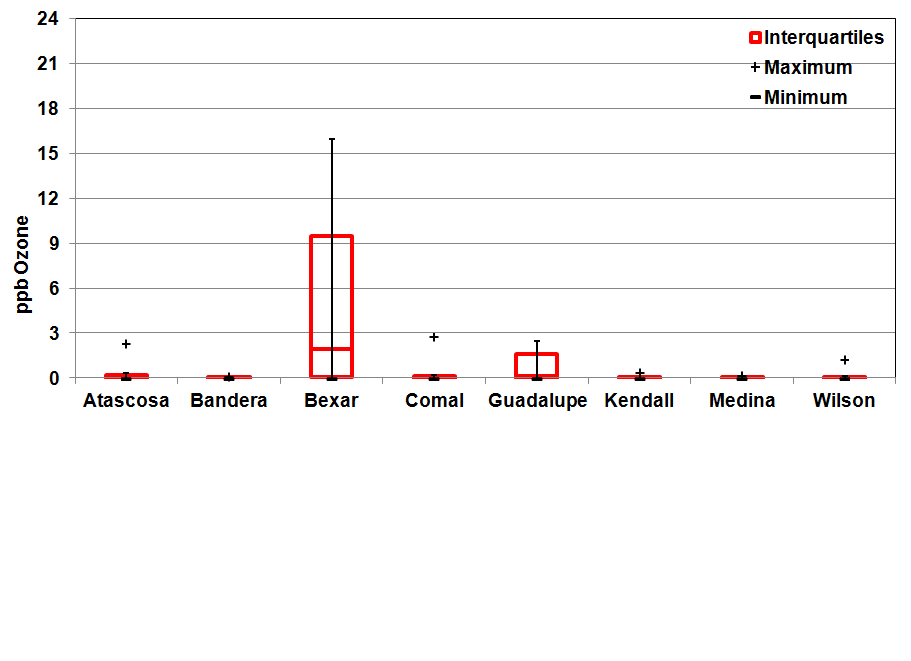 24
21
18
15
12
9
6
3
0
ppb Ozone
Interquartiles
Maximum
Minimum
Atascosa Bandera Bexar Comal Guadalupe Kendall Medina Wilson